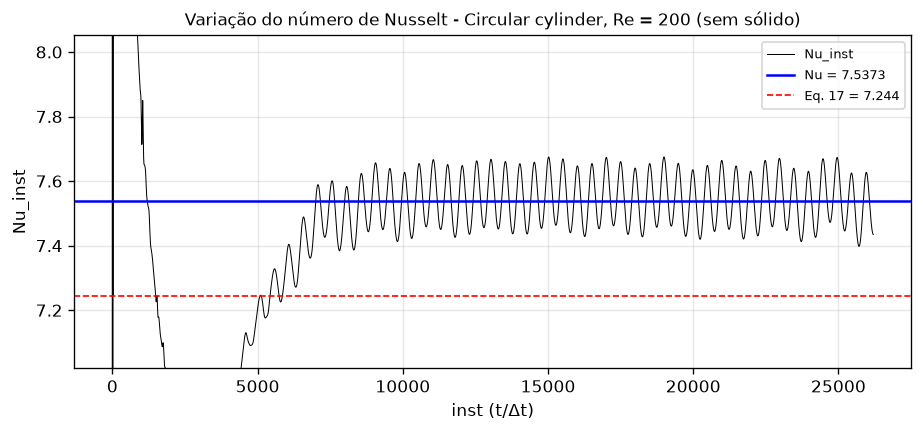 Variação do número de Nusselt - Circular cylinder, Re = 200 (sem sólido)
Nu_inst
8.0
7.8
7.6
7.4
7.2
Nu_inst
Nu = 7.5373
Eq. 17 = 7.244
0 5000 10000 15000 20000 25000
inst (t/Δt)